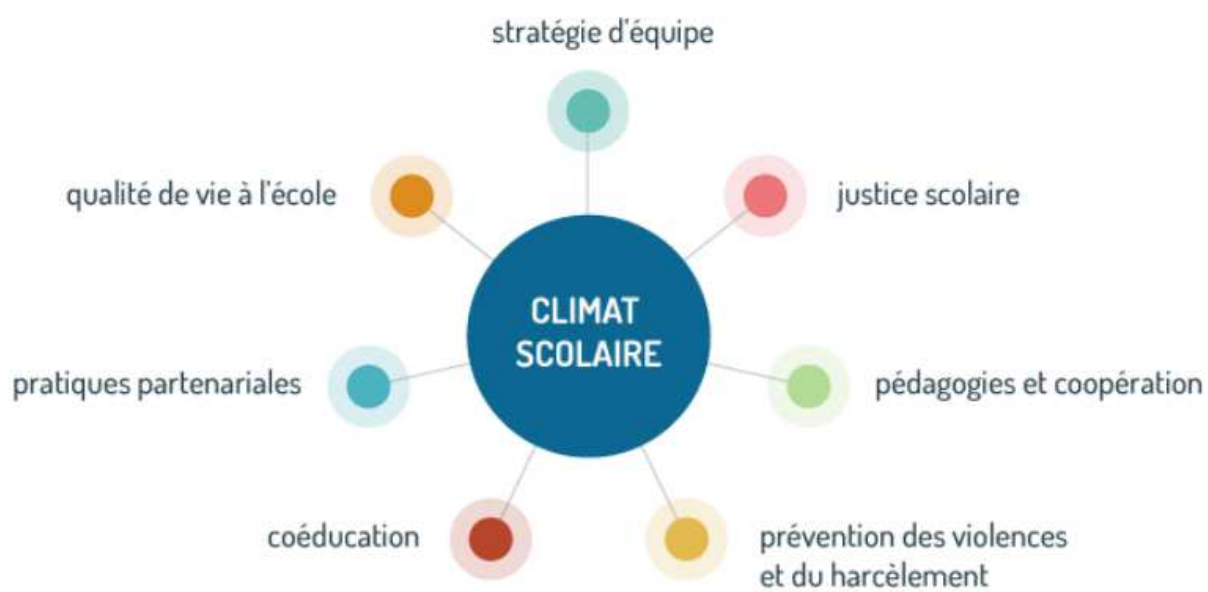 stratégie d'équipe
qualité de vie à l'école
justice scolaire
CLIMAT
SCOLAIRE
pratiques partenariales
pédagogies et coopération
coéducation
prévention des violences
et du harcèlement